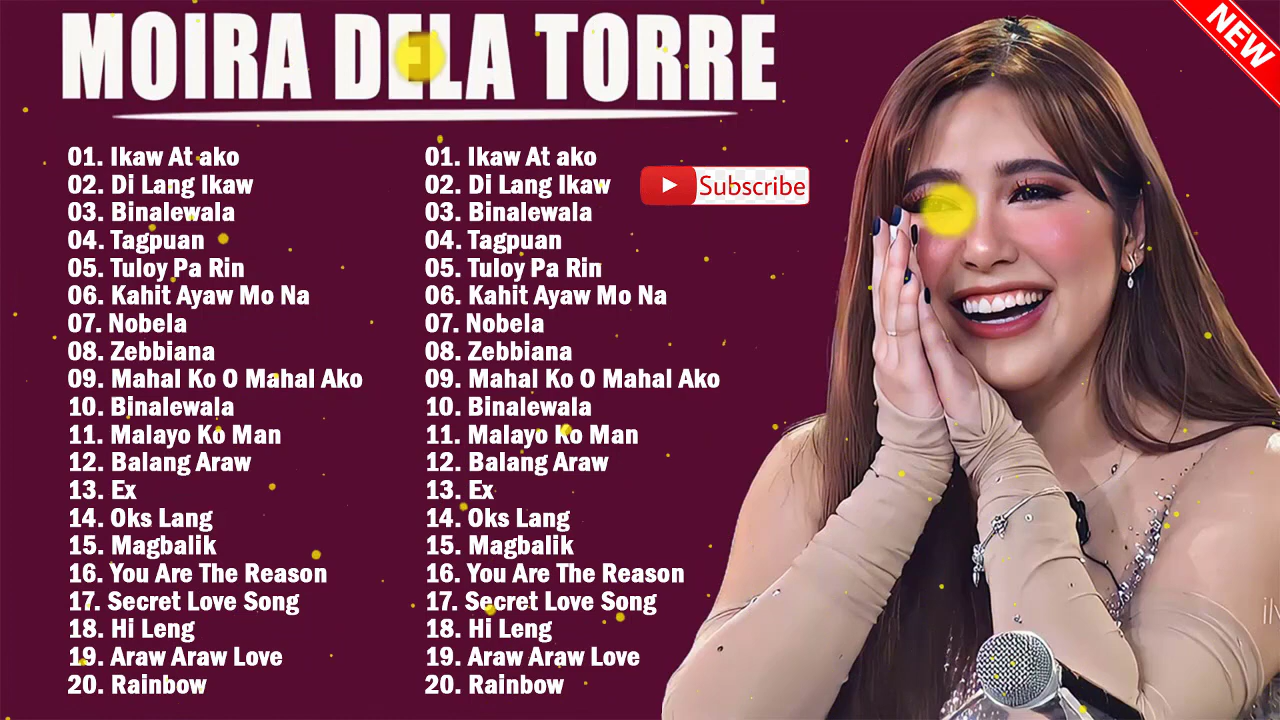 MOIRA DELA TORRE
NEW
01. Ikaw At ako
02. Di Lang Ikaw
03. Binalewala
04. Tagpuan
05. Tuloy Pa Rin
06. Kahit Ayaw Mo Na
07. Nobela
08. Zebbiana
09. Mahal Ko O Mahal Ako
10. Binalewala
11. Malayo Ko Man
12. Balang Araw
13. Ex
14. Oks Lang
15. Magbalik
16. You Are The Reason
17. Secret Love Song
18. Hi Leng
19. Araw Araw Love
20. Rainbow
01. Ikaw At ako
02. Di Lang Ikaw
03. Binalewala
04. Tagpuan
05. Tuloy Pa Rin
06. Kahit Ayaw Mo Na
07. Nobela
08. Zebbiana
09. Mahal Ko O Mahal Ako
10. Binalewala
11. Malayo Ko Man
12. Balang Araw
13. Ex
14. Oks Lang
15. Magbalik
16. You Are The Reason
17. Secret Love Song
18. Hi Leng
19. Araw Araw Love
20. Rainbow
Subscribe